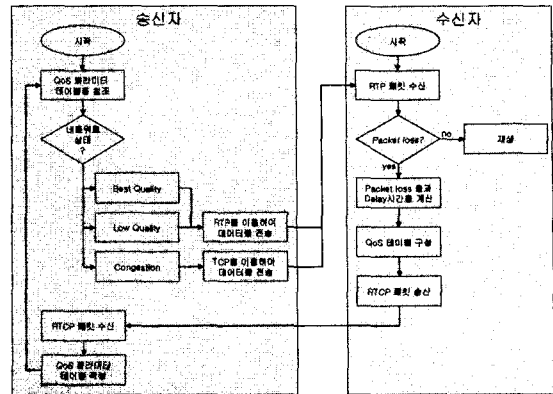 송신자
시작
QoS 파라미터
테이블을 참조
네트워크
상태
?
Best Quality
Low Quality
Congestion
RTP를 이용하여
데이터를 전송
TCP를 이용하여
데이터를 전송
RTCP 패킷 수신
QoS 파라미터
테이블
수신자
시작
RTP 패킷 수신
Packet loss?
no
재생
yes
Packet loss 율과
Delay시간을 계산
QoS 테이블 구성
RTCP 패킷 송신